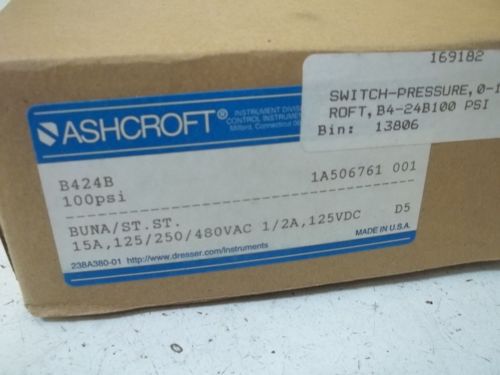 169182
SWITCH-PRESSURE,0-1
ROFT,B4-24B100 PSI
Bin: 13806
ASHCROFT®
INSTRUMENT
CONTROL
B424B
100psi
1A506761 001
BUNA/ST.ST.
15A,125/250/480VAC 1/2A,125VDC D5
238A380-01 http://www.dresser.com/instruments
MADE IN U.S.A.